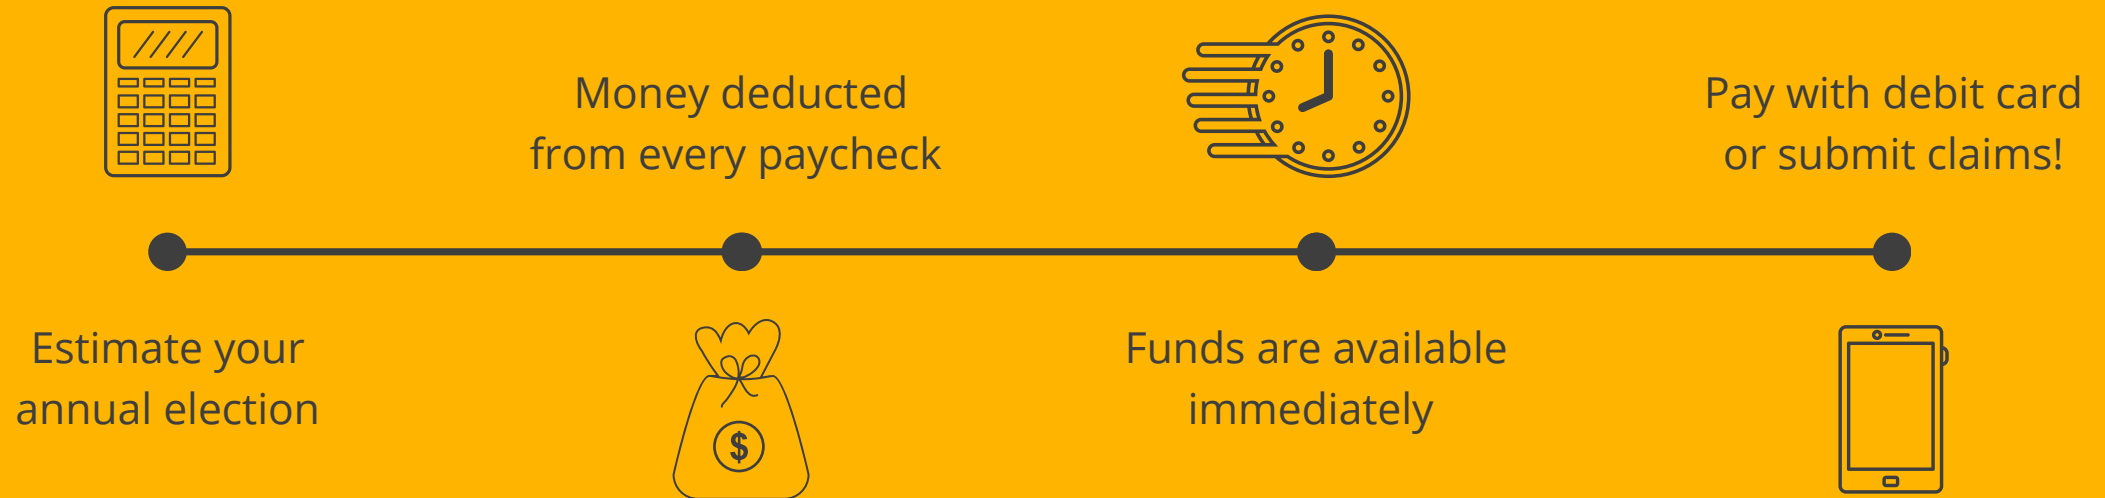 Estimate your
annual election
Money deducted
from every paycheck
$
Funds are available
immediately
Pay with debit card
or submit claims!